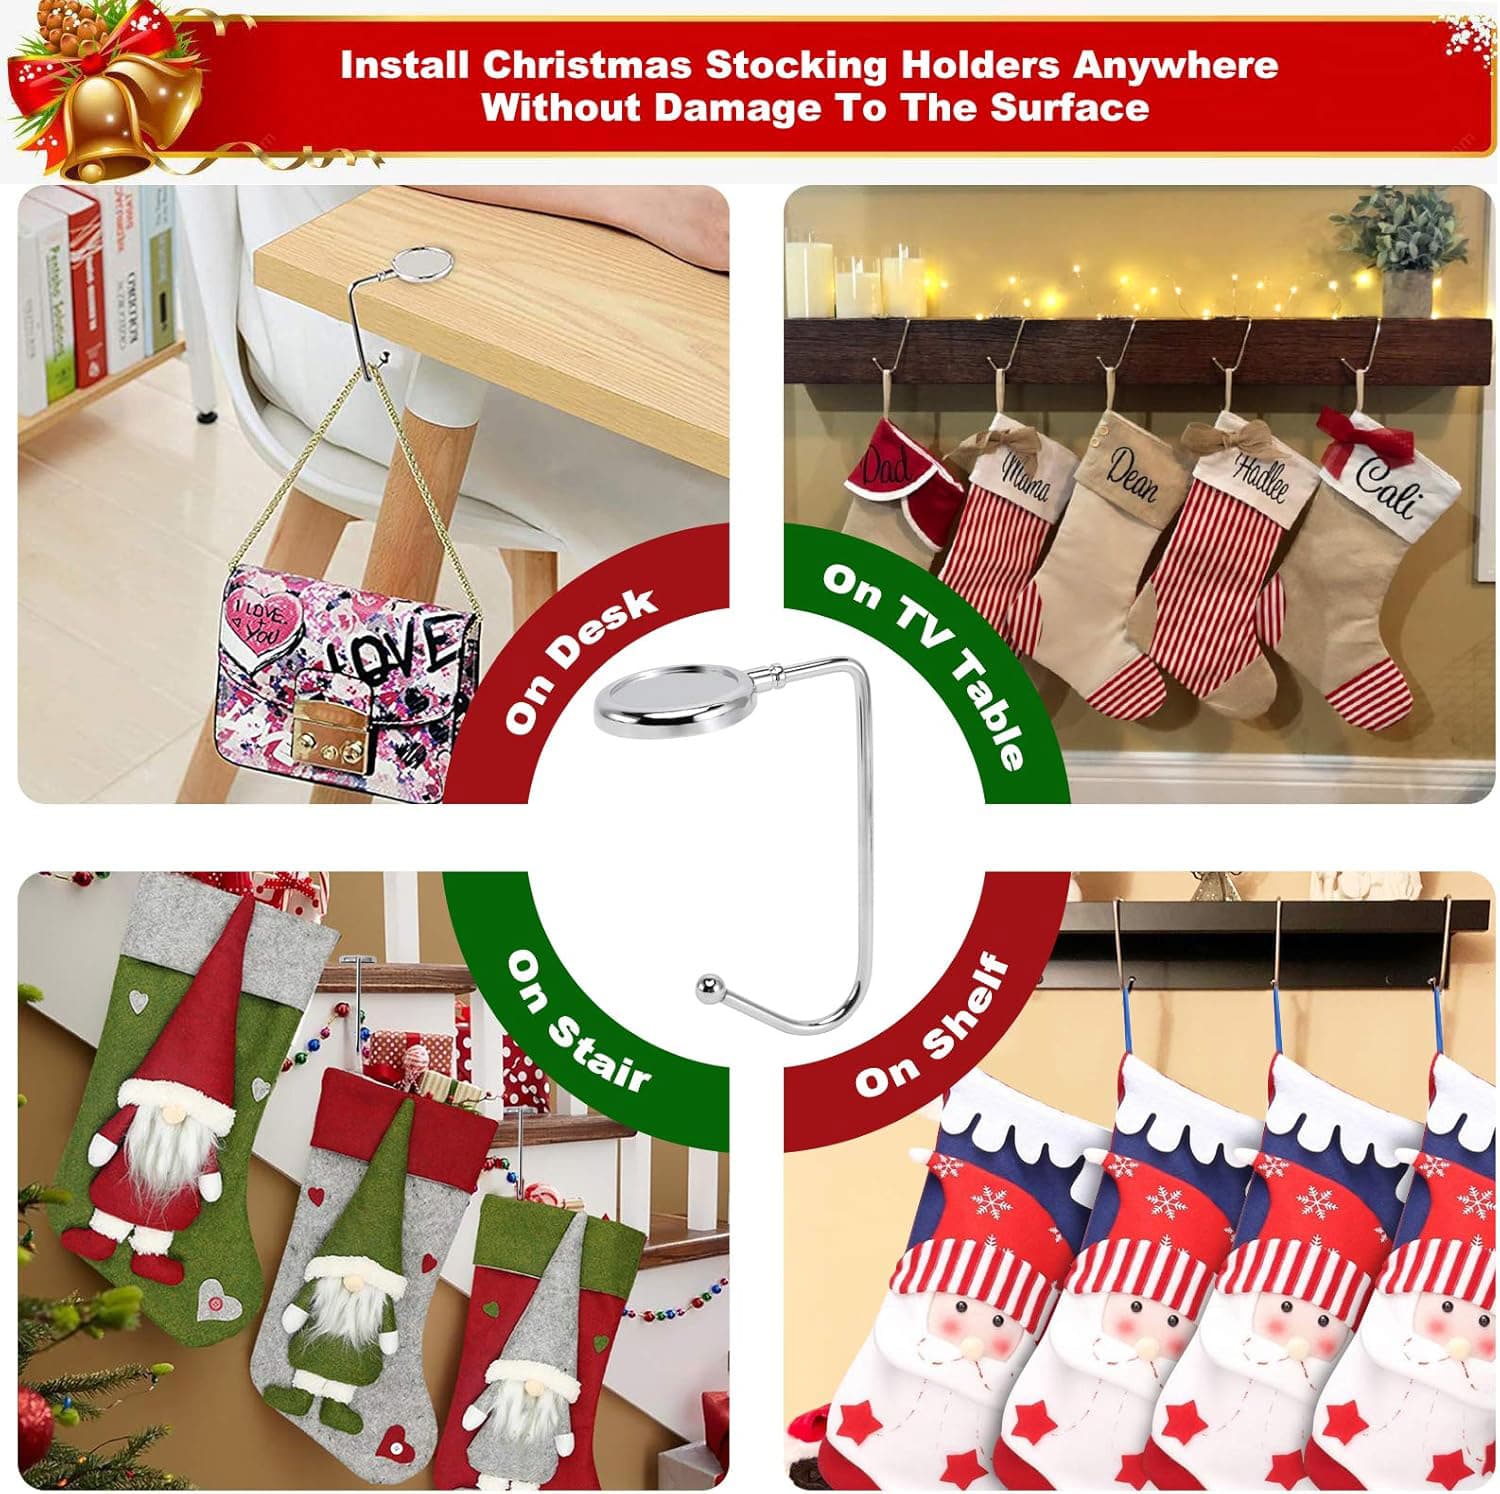 Install Christmas Stocking Holders Anywhere
Without Damage To The Surface
I LOVE
YOU
LOVE
On Desk
Dad
Mama
Dean
Hadlee
Cali
On TV Table
On Stair
On Shelf